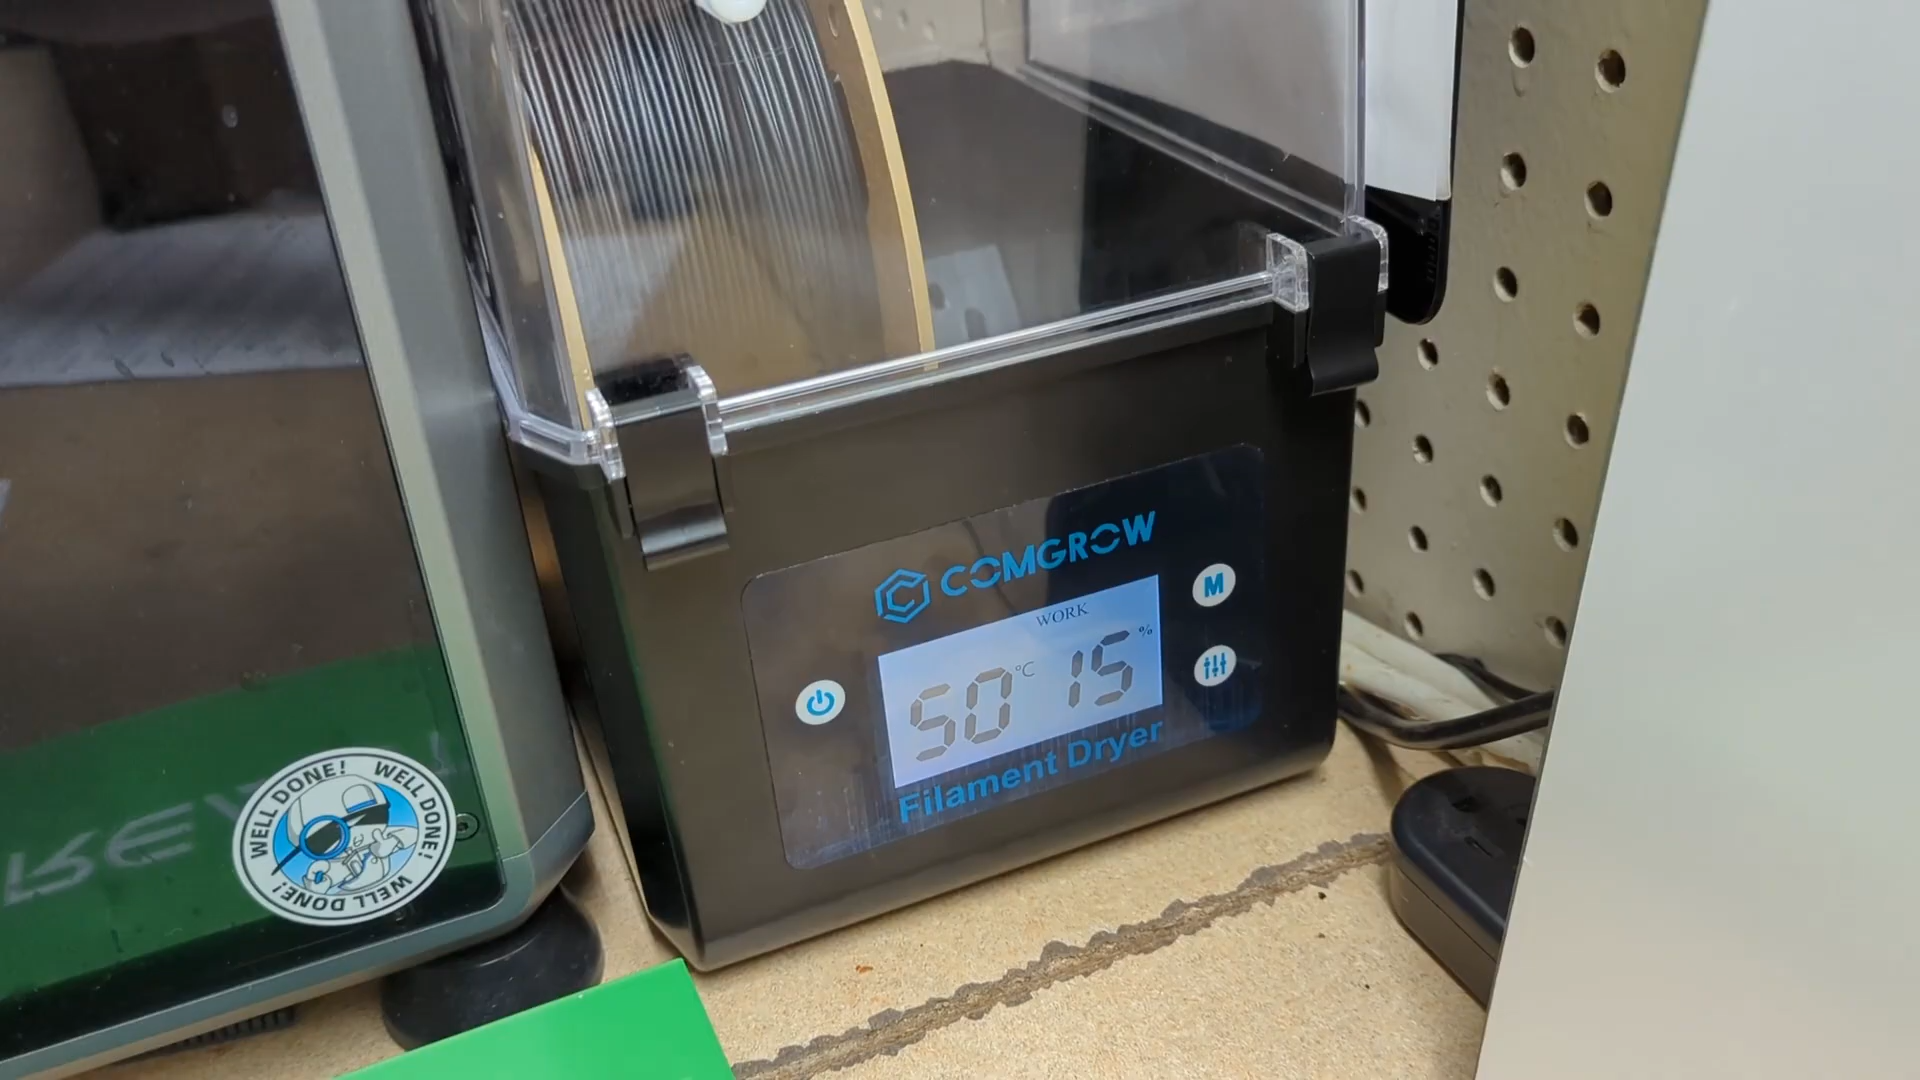 COMGROW
M
WORK
50°C 15%
Filament Dryer
WELL DONE! WELL DONE! WELL DONE!